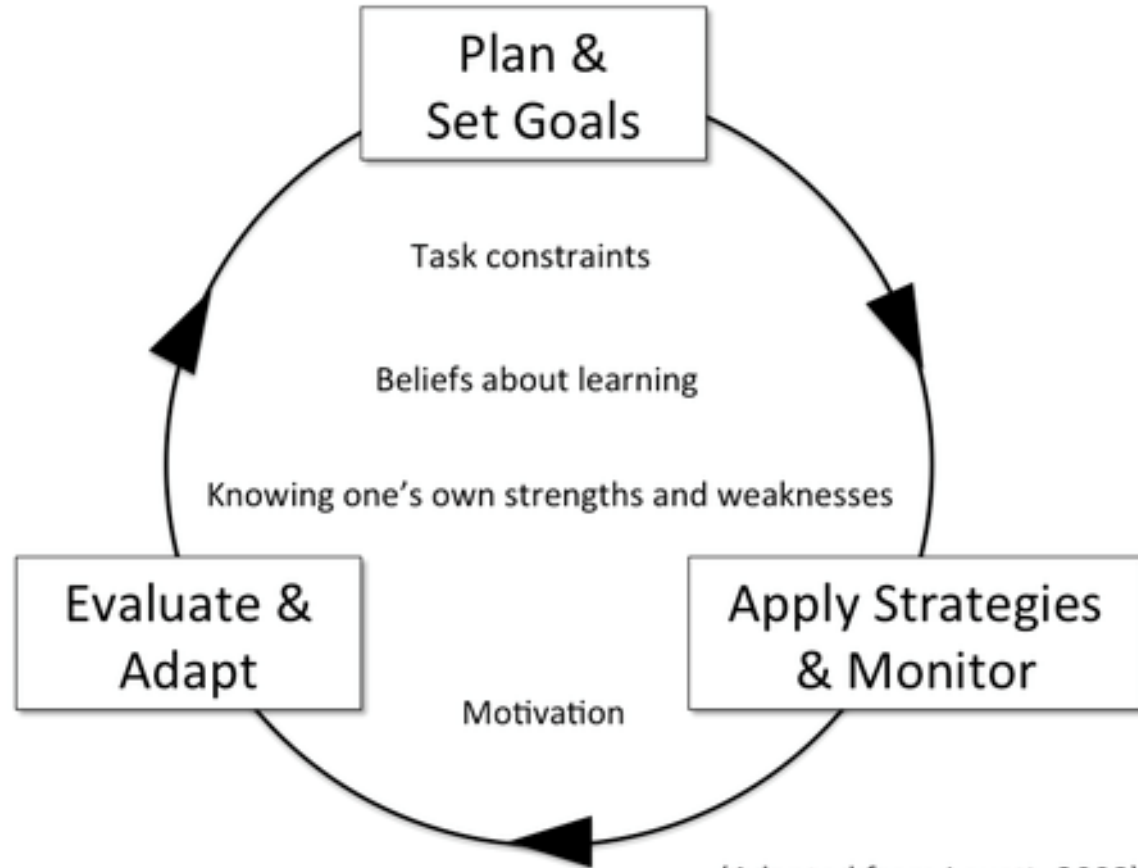 Plan &
Set Goals
Task constraints
Beliefs about learning
Knowing one's own strengths and weaknesses
Evaluate &
Adapt
Apply Strategies
& Monitor
Motivation